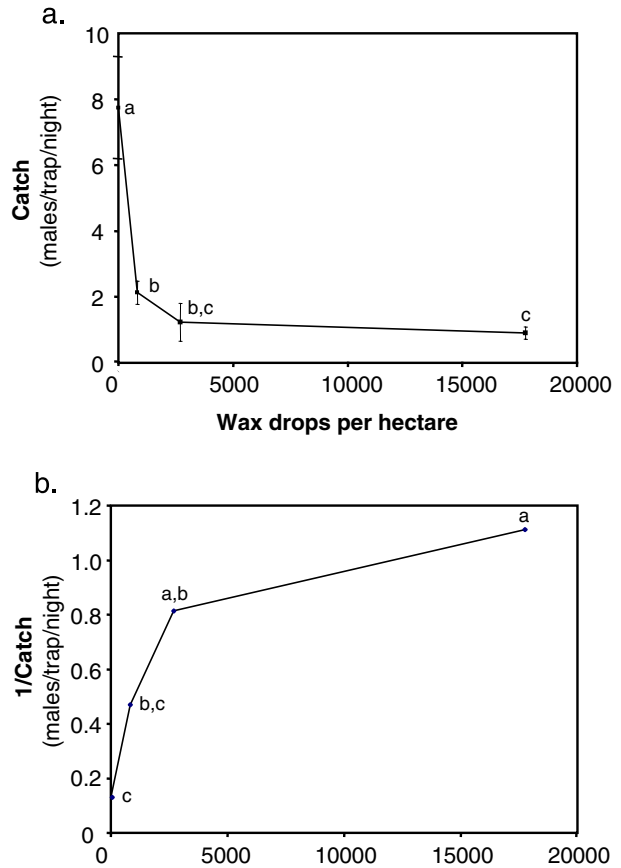 a.
10
8
6
4
2
0
a
b
b,c
c
Catch
(males/trap/night)
0 5000 10000 15000 20000
Wax drops per hectare
b.
1.2
1.0
0.8
0.6
0.4
0.2
0
a
a,b
b,c
c
1/Catch
(males/trap/night)
0 5000 10000 15000 20000